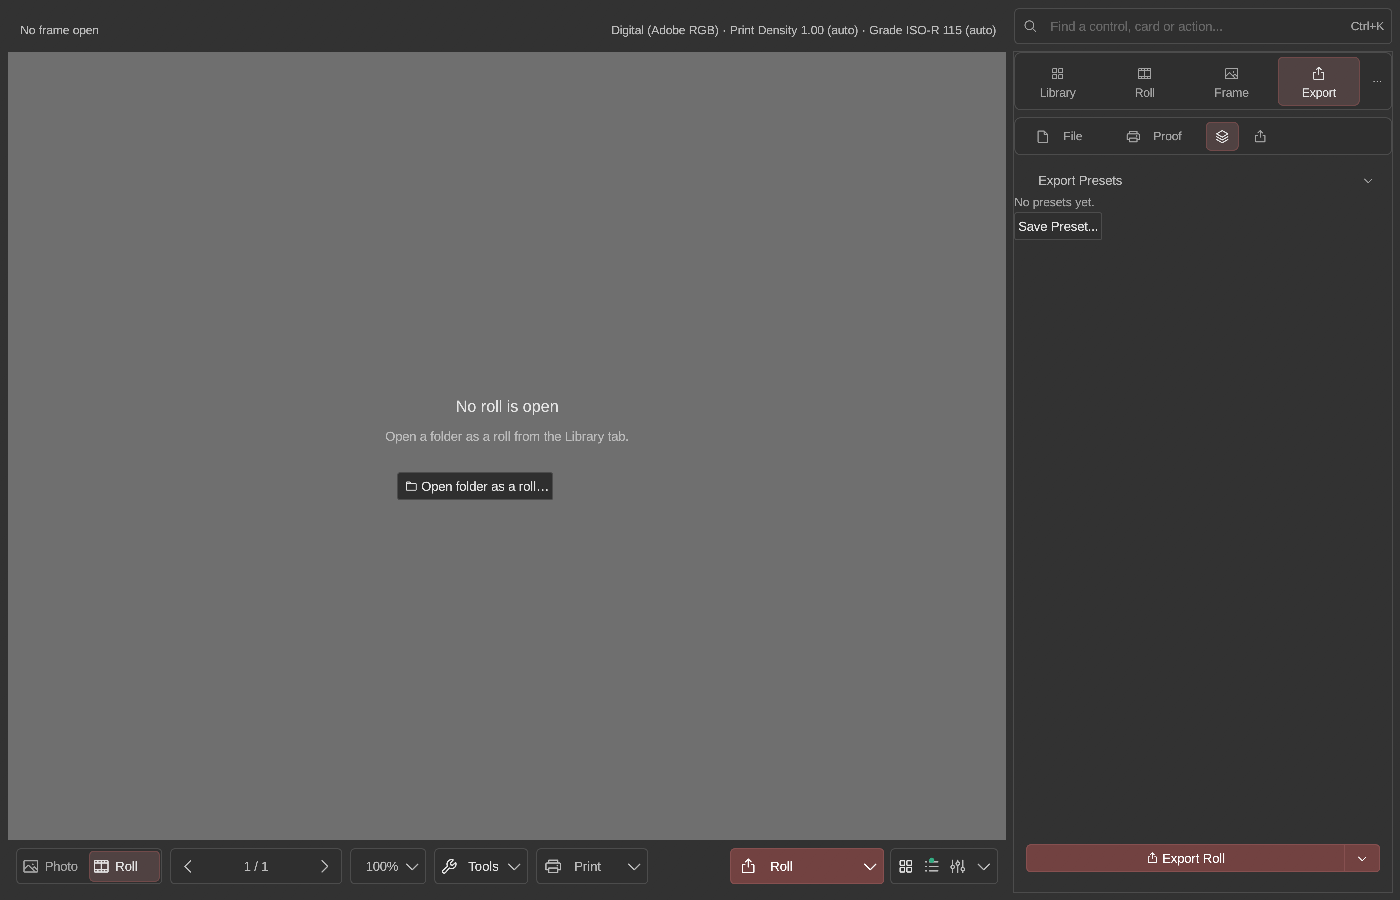 No frame open
Digital (Adobe RGB) · Print Density 1.00 (auto) · Grade ISO-R 115 (auto)
Find a control, card or action...
Ctrl+K
Library
Roll
Frame
Export
...
File
Proof
Export Presets
No presets yet.
Save Preset...
No roll is open
Open a folder as a roll from the Library tab.
Open folder as a roll...
Photo
Roll
1 / 1
100%
Tools
Print
Roll
Export Roll